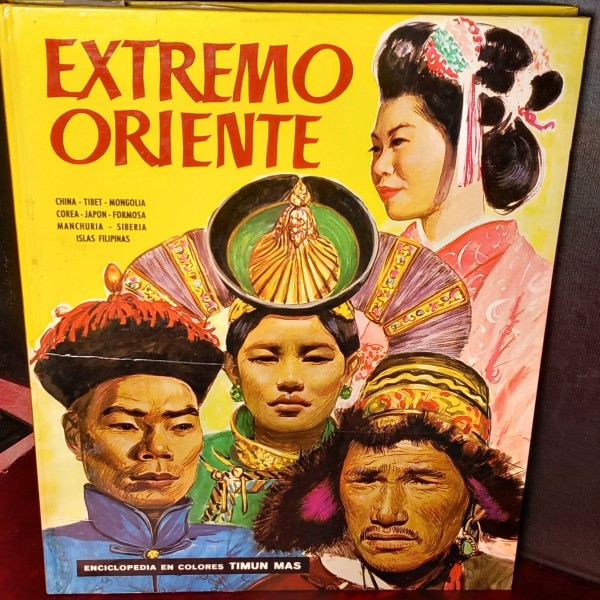 EXTREMO
ORIENTE
CHINA - TIBET - MONGOLIA
COREA - JAPON - FORMOSA
MANCHURIA - SIBERIA
ISLAS FILIPINAS
ENCICLOPEDIA EN COLORES TIMUN MAS